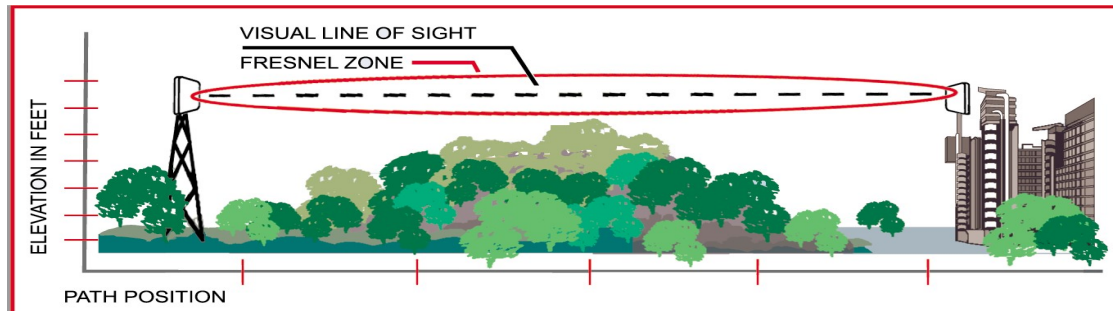 VISUAL LINE OF SIGHT
FRESNEL ZONE
ELEVATION IN FEET
PATH POSITION